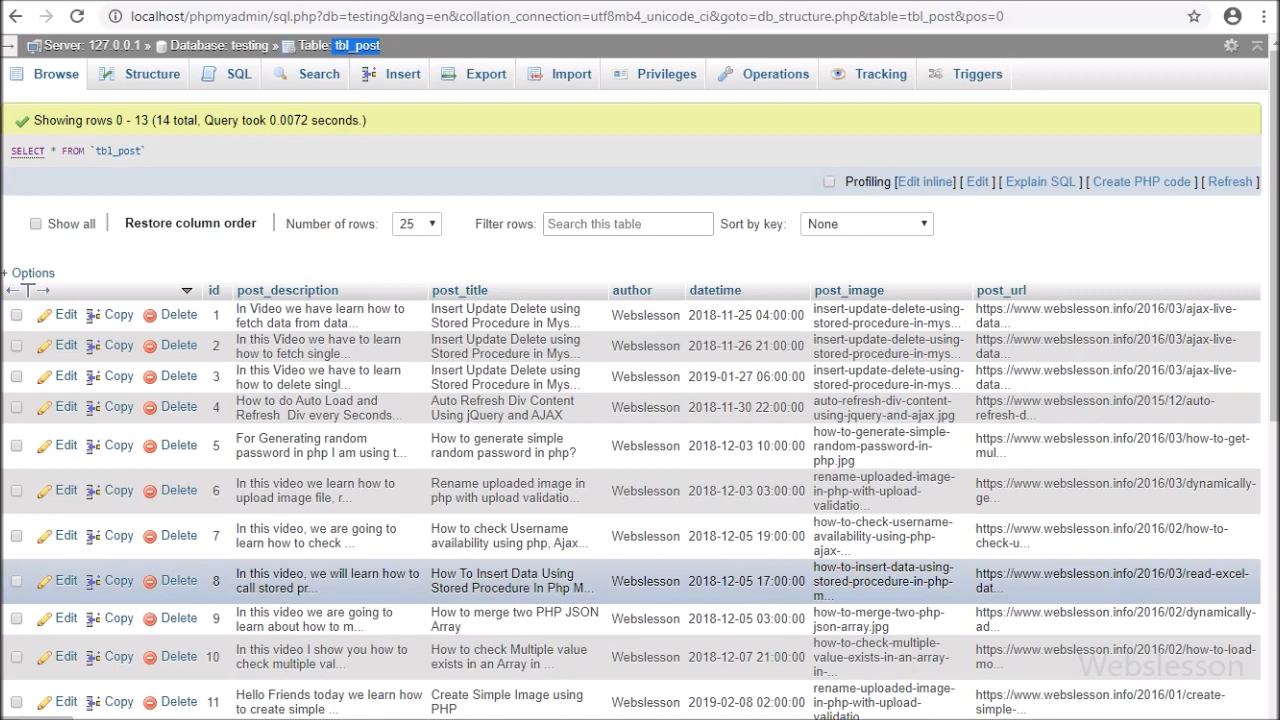 localhost/phpmyadmin/sql.php?db=testing&lang=en&collation_connection=utf8mb4_unicode_ci&goto=db_structure.php&table=tbl_post&pos=0
Server: 127.0.0.1 » Database: testing » Table: tbl_post
Browse Structure SQL Search Insert Export Import Privileges Operations Tracking Triggers
Showing rows 0 - 13 (14 total, Query took 0.0072 seconds.)
SELECT * FROM `tbl_post`
Profiling [Edit inline] [ Edit ] [ Explain SQL ] [ Create PHP code ] [ Refresh ]
Show all | Restore column order | Number of rows: 25 Filter rows: Search this table Sort by key: None
+ Options
id post_description post_title author datetime post_image post_url
In Video we have learn how to Insert Update Delete using insert-update-delete-using- https://www.webslesson.info/2016/03/ajax-live-
Edit Copy Delete 1 Webslesson 2018-11-25 04:00:00
fetch data from data... Stored Procedure in Mys... stored-procedure-in-mys... data...
In this Video we have to learn Insert Update Delete using insert-update-delete-using- https://www.webslesson.info/2016/03/ajax-live-
Edit Copy Delete 2 Webslesson 2018-11-26 21:00:00
how to fetch single... Stored Procedure in Mys... stored-procedure-in-mys... data...
In this Video we have to learn Insert Update Delete using insert-update-delete-using- https://www.webslesson.info/2016/03/ajax-live-
Edit Copy Delete 3 Webslesson 2019-01-27 06:00:00
how to delete singl... Stored Procedure in Mys... stored-procedure-in-mys... data...
How to do Auto Load and Auto Refresh Div Content auto-refresh-div-content- https://www.webslesson.info/2015/12/auto-
Edit Copy Delete 4 Webslesson 2018-11-30 22:00:00
Refresh Div every Seconds... Using jQuery and AJAX using-jquery-and-ajax.jpg refresh-d...
how-to-generate-simple-
For Generating random How to generate simple https://www.webslesson.info/2016/03/how-to-get-
Edit Copy Delete 5 Webslesson 2018-12-03 10:00:00 random-password-in-
password in php I am using t... random password in php? mul...
php.jpg
rename-uploaded-image-
In this video we learn how to Rename uploaded image in https://www.webslesson.info/2016/03/dynamically-
Edit Copy Delete 6 Webslesson 2018-12-03 03:00:00 in-php-with-upload-
upload image file, r... php with upload validatio... ge...
validatio...
how-to-check-username-
In this video, we are going to How to check Username https://www.webslesson.info/2016/02/how-to-
Edit Copy Delete 7 Webslesson 2018-12-05 19:00:00 availability-using-php-
learn how to check ... availability using php, Ajax... check-u...
ajax-...
how-to-insert-data-using-
In this video, we will learn how to How To Insert Data Using https://www.webslesson.info/2016/03/read-excel-
Edit Copy Delete 8 Webslesson 2018-12-05 17:00:00 stored-procedure-in-php-
call stored pr... Stored Procedure In Php M... dat...
m...
In this video we are going to How to merge two PHP JSON how-to-merge-two-php- https://www.webslesson.info/2016/02/dynamically-
Edit Copy Delete 9 Webslesson 2018-12-05 03:00:00
learn about how to m... Array json-array.jpg ad...
how-to-check-multiple-
In this video I show you how to How to check Multiple value https://www.webslesson.info/2016/02/how-to-load-
Edit Copy Delete 10 Webslesson 2018-12-07 21:00:00 value-exists-in-an-array-
check multiple val... exists in an Array in ... mo...
in-...
rename-uploaded-image-
Hello Friends today we learn how Create Simple Image using https://www.webslesson.info/2016/01/create-
Edit Copy Delete 11 Webslesson 2019-02-08 02:00:00 in-php-with-upload-
to create simple ... PHP simple-...
validatio...
Webslesson